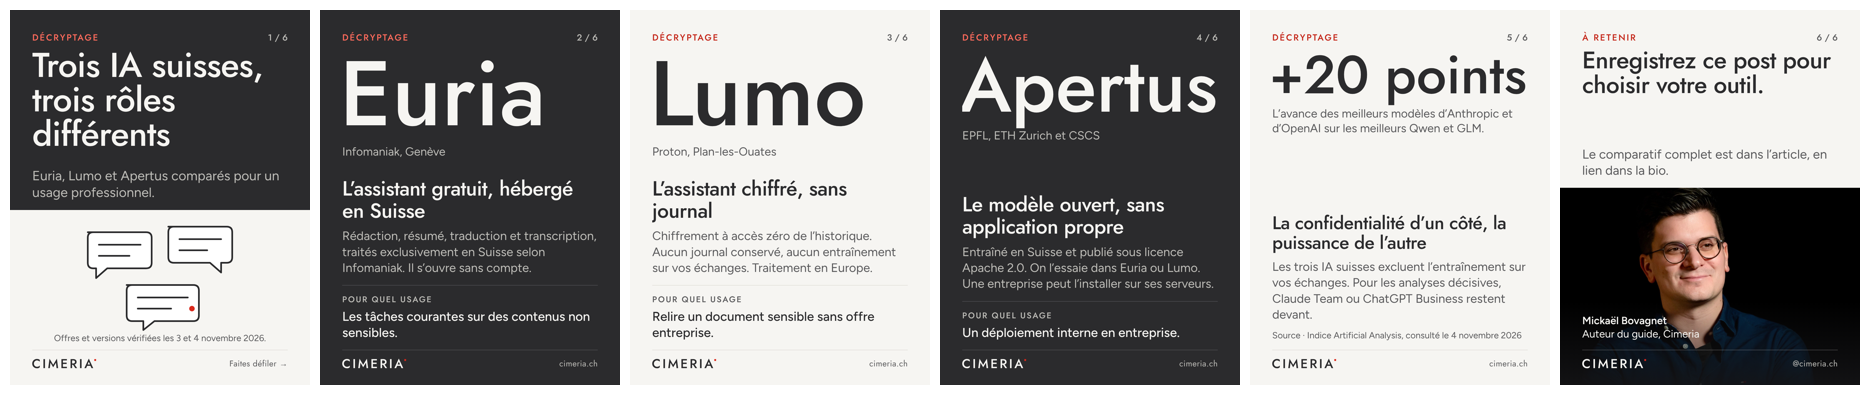 DÉCRYPTAGE
1 / 6
Trois IA suisses,
trois rôles
différents
Euria, Lumo et Apertus comparés pour un
usage professionnel.
Offres et versions vérifiées les 3 et 4 novembre 2026.
CIMERIA
Faites défiler →
DÉCRYPTAGE
2 / 6
Euria
Infomaniak, Genève
L'assistant gratuit, hébergé
en Suisse
Rédaction, résumé, traduction et transcription,
traités exclusivement en Suisse selon
Infomaniak. Il s'ouvre sans compte.
POUR QUEL USAGE
Les tâches courantes sur des contenus non
sensibles.
CIMERIA
cimeria.ch
DÉCRYPTAGE
3 / 6
Lumo
Proton, Plan-les-Ouates
L'assistant chiffré, sans
journal
Chiffrement à accès zéro de l'historique.
Aucun journal conservé, aucun entraînement
sur vos échanges. Traitement en Europe.
POUR QUEL USAGE
Relire un document sensible sans offre
entreprise.
CIMERIA
cimeria.ch
DÉCRYPTAGE
4 / 6
Apertus
EPFL, ETH Zurich et CSCS
Le modèle ouvert, sans
application propre
Entraîné en Suisse et publié sous licence
Apache 2.0. On l'essaie dans Euria ou Lumo.
Une entreprise peut l'installer sur ses serveurs.
POUR QUEL USAGE
Un déploiement interne en entreprise.
CIMERIA
cimeria.ch
DÉCRYPTAGE
5 / 6
+20 points
L'avance des meilleurs modèles d'Anthropic et
d'OpenAI sur les meilleurs Qwen et GLM.
La confidentialité d'un côté, la
puissance de l'autre
Les trois IA suisses excluent l'entraînement sur
vos échanges. Pour les analyses décisives,
Claude Team ou ChatGPT Business restent
devant.
Source · Indice Artificial Analysis, consulté le 4 novembre 2026
CIMERIA
cimeria.ch
À RETENIR
6 / 6
Enregistrez ce post pour
choisir votre outil.
Le comparatif complet est dans l'article, en
lien dans la bio.
Mickaël Bovagnet
Auteur du guide, Cimeria
CIMERIA
@cimeria.ch